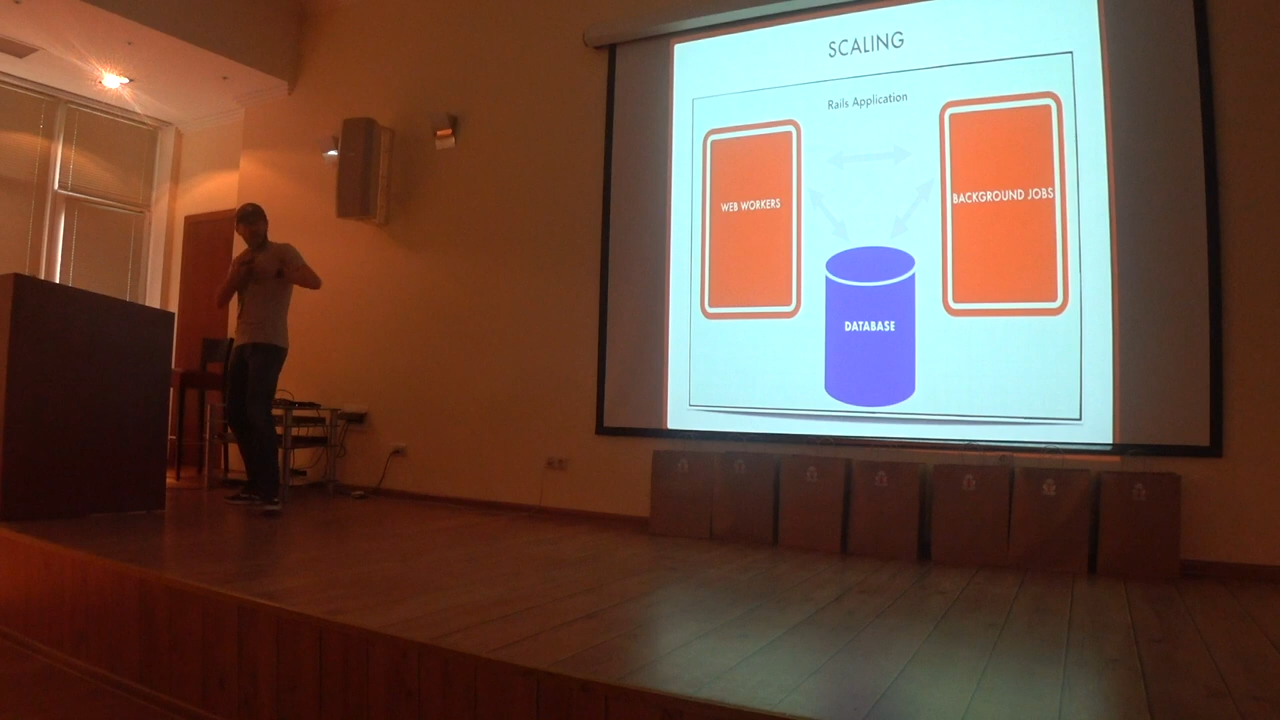 SCALING
Rails Application
WEB WORKERS
BACKGROUND JOBS
DATABASE